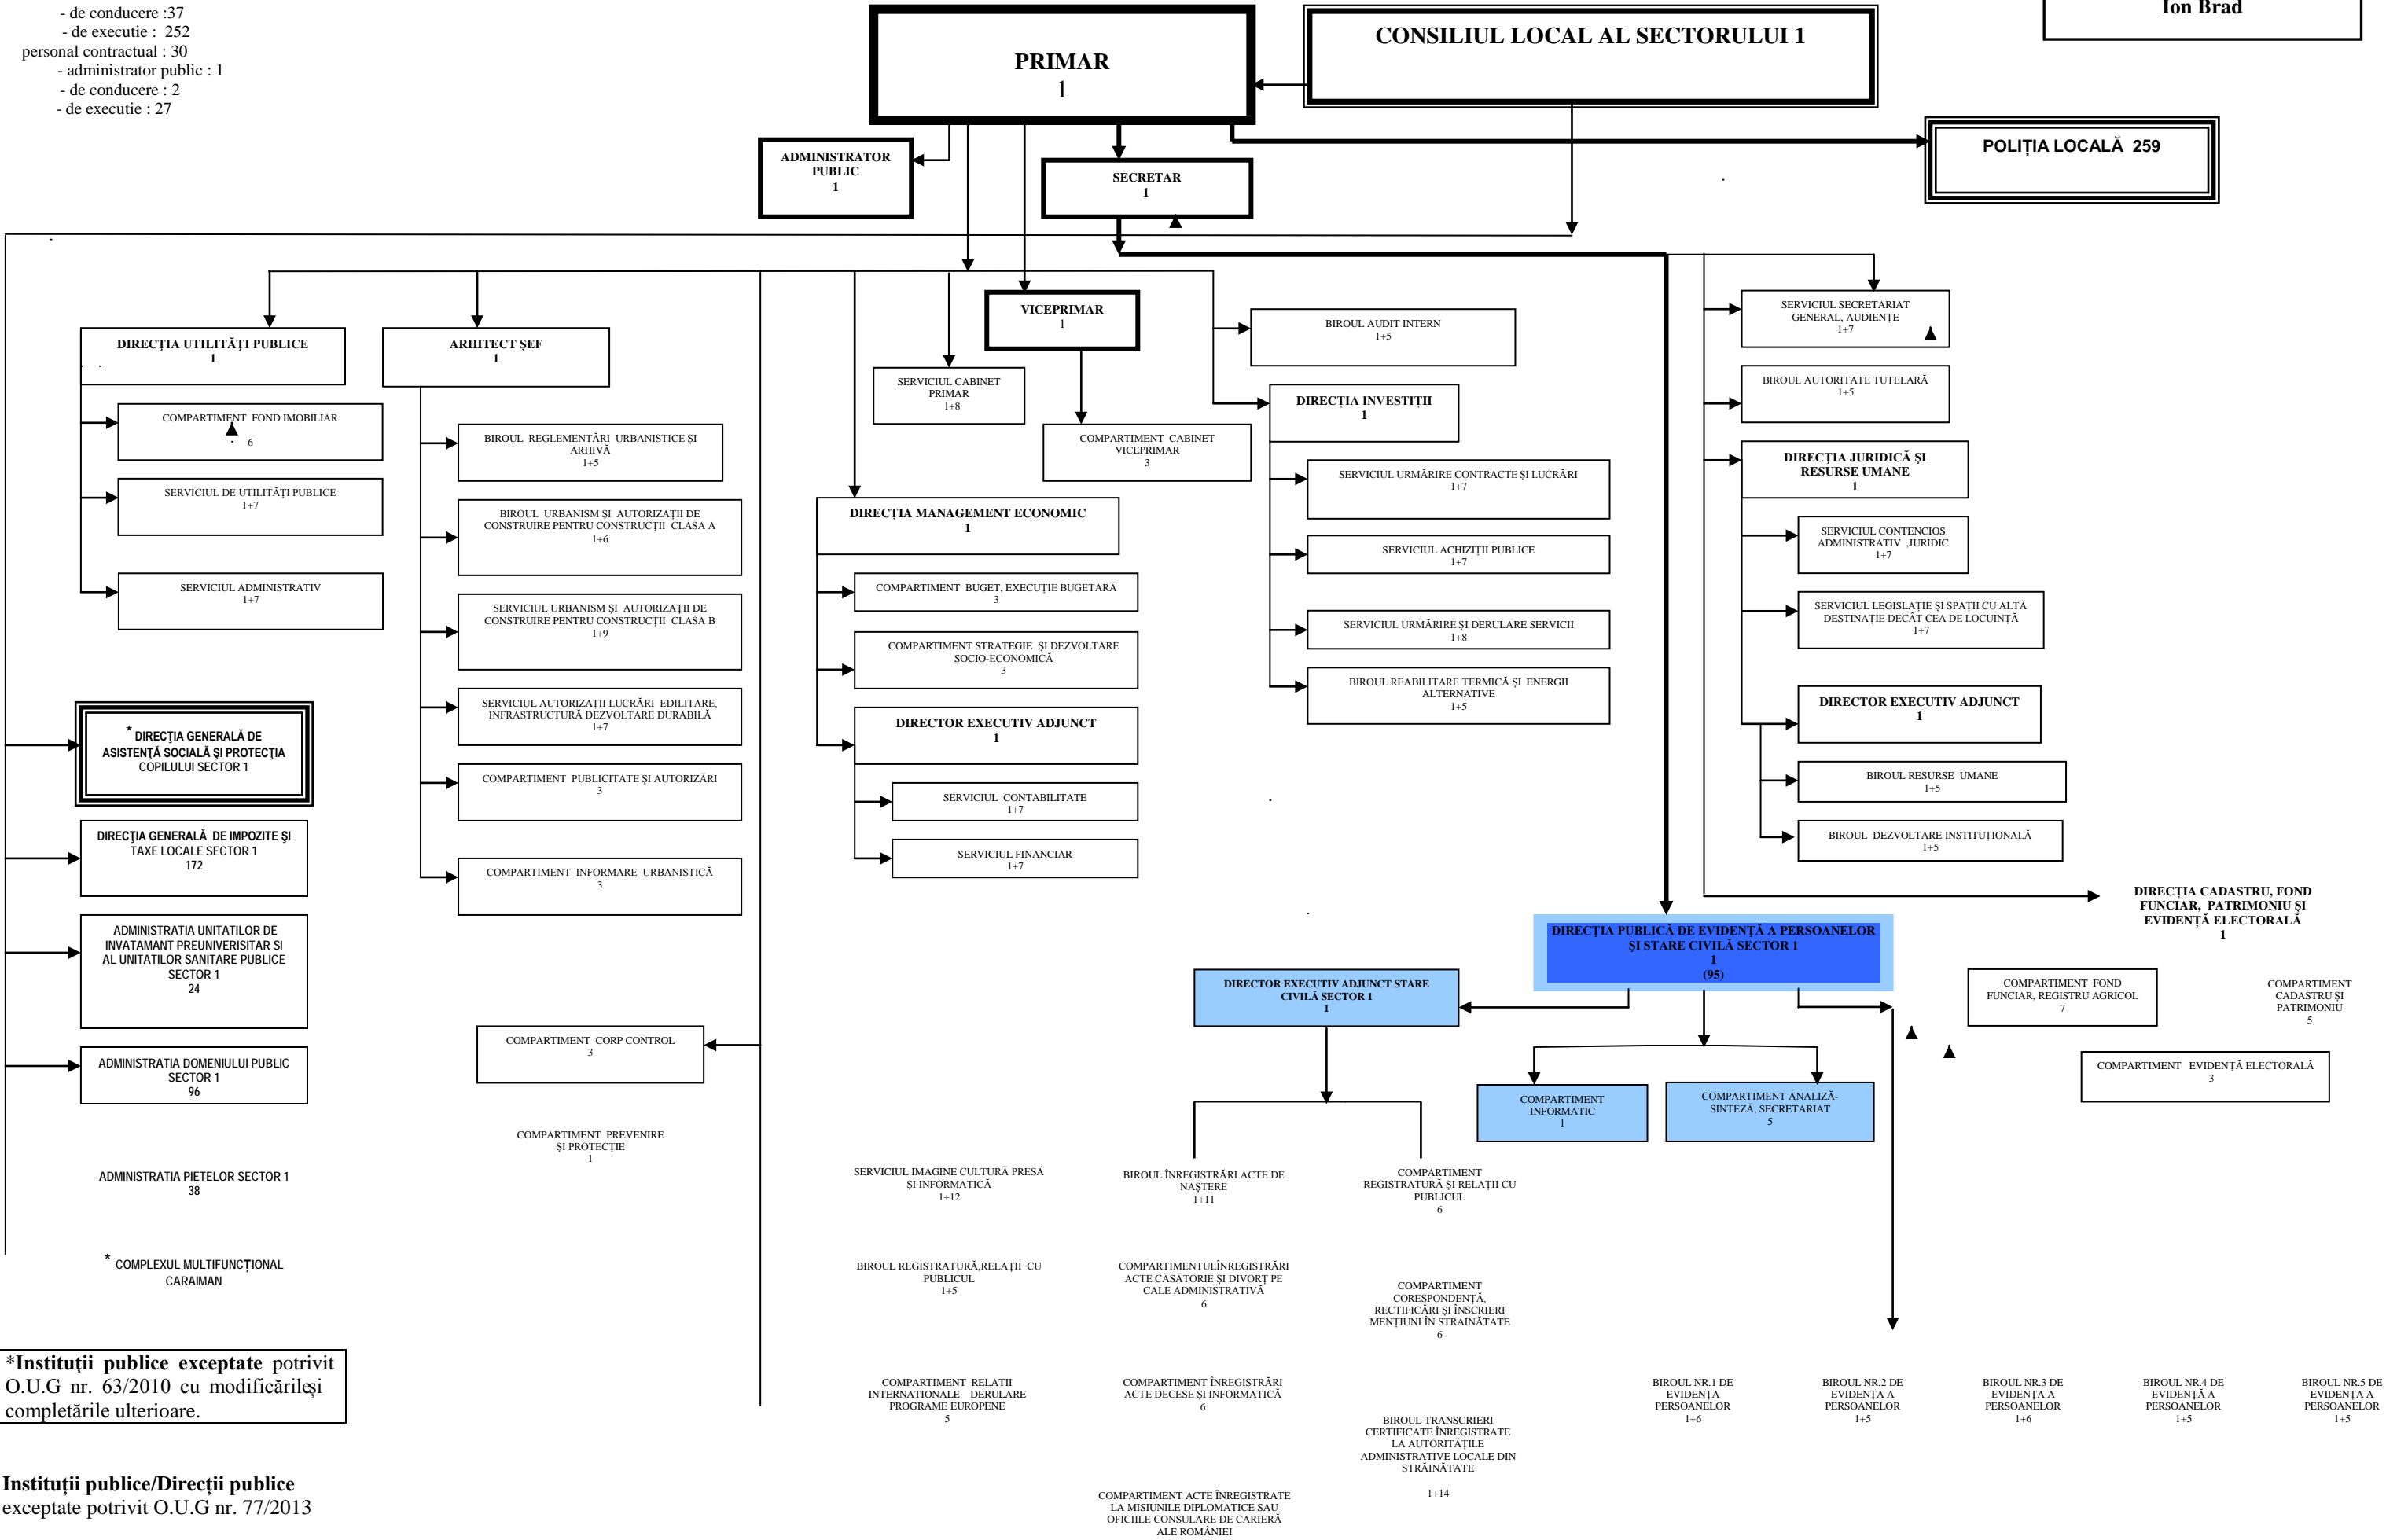 - de conducere :37
- de executie : 252
personal contractual : 30
- administrator public : 1
- de conducere : 2
- de executie : 27
PRIMAR
1
CONSILIUL LOCAL AL SECTORULUI 1
Ion Brad
ADMINISTRATOR
PUBLIC
1
SECRETAR
1
POLIȚIA LOCALĂ 259
DIRECȚIA UTILITĂȚI PUBLICE
1
COMPARTIMENT FOND IMOBILIAR
6
SERVICIUL DE UTILITĂȚI PUBLICE
1+7
SERVICIUL ADMINISTRATIV
1+7
ARHITECT ȘEF
1
BIROUL REGLEMENTĂRI URBANISTICE ȘI
ARHIVĂ
1+5
BIROUL URBANISM ȘI AUTORIZAȚII DE
CONSTRUIRE PENTRU CONSTRUCȚII CLASA A
1+6
SERVICIUL URBANISM ȘI AUTORIZAȚII DE
CONSTRUIRE PENTRU CONSTRUCȚII CLASA B
1+9
SERVICIUL AUTORIZAȚII LUCRĂRI EDILITARE,
INFRASTRUCTURĂ DEZVOLTARE DURABILĂ
1+7
COMPARTIMENT PUBLICITATE ȘI AUTORIZĂRI
3
COMPARTIMENT INFORMARE URBANISTICĂ
3
VICEPRIMAR
1
SERVICIUL CABINET
PRIMAR
1+8
COMPARTIMENT CABINET
VICEPRIMAR
3
DIRECȚIA MANAGEMENT ECONOMIC
1
COMPARTIMENT BUGET, EXECUȚIE BUGETARĂ
3
COMPARTIMENT STRATEGIE ȘI DEZVOLTARE
SOCIO-ECONOMICĂ
3
DIRECTOR EXECUTIV ADJUNCT
1
SERVICIUL CONTABILITATE
1+7
SERVICIUL FINANCIAR
1+7
BIROUL AUDIT INTERN
1+5
DIRECȚIA INVESTIȚII
1
SERVICIUL URMĂRIRE CONTRACTE ȘI LUCRĂRI
1+7
SERVICIUL ACHIZIȚII PUBLICE
1+7
SERVICIUL URMĂRIRE ȘI DERULARE SERVICII
1+8
BIROUL REABILITARE TERMICĂ ȘI ENERGII
ALTERNATIVE
1+5
SERVICIUL SECRETARIAT
GENERAL, AUDIENȚE
1+7
BIROUL AUTORITATE TUTELARĂ
1+5
DIRECȚIA JURIDICĂ ȘI
RESURSE UMANE
1
SERVICIUL CONTENCIOS
ADMINISTRATIV ,JURIDIC
1+7
SERVICIUL LEGISLAȚIE ȘI SPAȚII CU ALTĂ
DESTINAȚIE DECÂT CEA DE LOCUINȚĂ
1+7
DIRECTOR EXECUTIV ADJUNCT
1
BIROUL RESURSE UMANE
1+5
BIROUL DEZVOLTARE INSTITUȚIONALĂ
1+5
* DIRECȚIA GENERALĂ DE
ASISTENȚĂ SOCIALĂ ȘI PROTECȚIA
COPILULUI SECTOR 1
DIRECȚIA GENERALĂ DE IMPOZITE ȘI
TAXE LOCALE SECTOR 1
172
ADMINISTRATIA UNITATILOR DE
INVATAMANT PREUNIVERISITAR SI
AL UNITATILOR SANITARE PUBLICE
SECTOR 1
24
ADMINISTRATIA DOMENIULUI PUBLIC
SECTOR 1
96
ADMINISTRATIA PIETELOR SECTOR 1
38
* COMPLEXUL MULTIFUNCȚIONAL
CARAIMAN
COMPARTIMENT CORP CONTROL
3
COMPARTIMENT PREVENIRE
ȘI PROTECȚIE
1
DIRECȚIA CADASTRU, FOND
FUNCIAR, PATRIMONIU ȘI
EVIDENȚĂ ELECTORALĂ
1
COMPARTIMENT FOND
FUNCIAR, REGISTRU AGRICOL
7
COMPARTIMENT
CADASTRU ȘI
PATRIMONIU
5
COMPARTIMENT EVIDENȚĂ ELECTORALĂ
3
DIRECȚIA PUBLICĂ DE EVIDENȚĂ A PERSOANELOR
ȘI STARE CIVILĂ SECTOR 1
1
(95)
DIRECTOR EXECUTIV ADJUNCT STARE
CIVILĂ SECTOR 1
1
COMPARTIMENT
INFORMATIC
1
COMPARTIMENT ANALIZĂ-
SINTEZĂ, SECRETARIAT
5
SERVICIUL IMAGINE CULTURĂ PRESĂ
ȘI INFORMATICĂ
1+12
BIROUL REGISTRATURĂ,RELAȚII CU
PUBLICUL
1+5
COMPARTIMENT RELATII
INTERNATIONALE DERULARE
PROGRAME EUROPENE
5
BIROUL ÎNREGISTRĂRI ACTE DE
NAȘTERE
1+11
COMPARTIMENTULÎNREGISTRĂRI
ACTE CĂSĂTORIE ȘI DIVORȚ PE
CALE ADMINISTRATIVĂ
6
COMPARTIMENT ÎNREGISTRĂRI
ACTE DECESE ȘI INFORMATICĂ
6
COMPARTIMENT ACTE ÎNREGISTRATE
LA MISIUNILE DIPLOMATICE SAU
OFICIILE CONSULARE DE CARIERĂ
ALE ROMÂNIEI
COMPARTIMENT
REGISTRATURĂ ȘI RELAȚII CU
PUBLICUL
6
COMPARTIMENT
CORESPONDENȚĂ,
RECTIFICĂRI ȘI ÎNSCRIERI
MENȚIUNI ÎN STRAINĂTATE
6
BIROUL TRANSCRIERI
CERTIFICATE ÎNREGISTRATE
LA AUTORITĂȚILE
ADMINISTRATIVE LOCALE DIN
STRĂINĂTATE
1+14
BIROUL NR.1 DE
EVIDENȚA
PERSOANELOR
1+6
BIROUL NR.2 DE
EVIDENȚA A
PERSOANELOR
1+5
BIROUL NR.3 DE
EVIDENȚA A
PERSOANELOR
1+6
BIROUL NR.4 DE
EVIDENȚĂ A
PERSOANELOR
1+5
BIROUL NR.5 DE
EVIDENȚA A
PERSOANELOR
1+5
*Instituţii publice exceptate potrivit
O.U.G nr. 63/2010 cu modificărileşi
completările ulterioare.
Instituții publice/Direcții publice
exceptate potrivit O.U.G nr. 77/2013